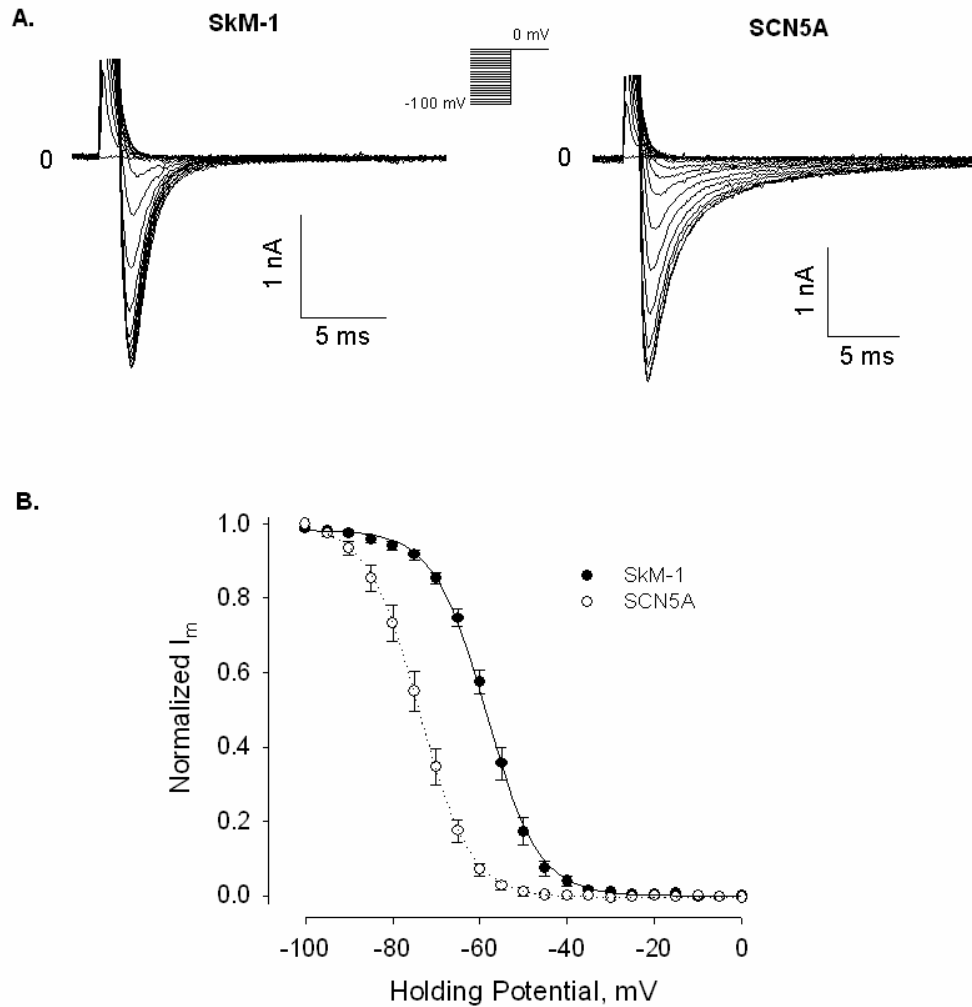 A.
SkM-1
SCN5A
0 mV
-100 mV
0
0
1 nA
5 ms
1 nA
5 ms
B.
1.0
0.8
0.6
0.4
0.2
0.0
Normalized Im
SkM-1
SCN5A
-100 -80 -60 -40 -20 0
Holding Potential, mV